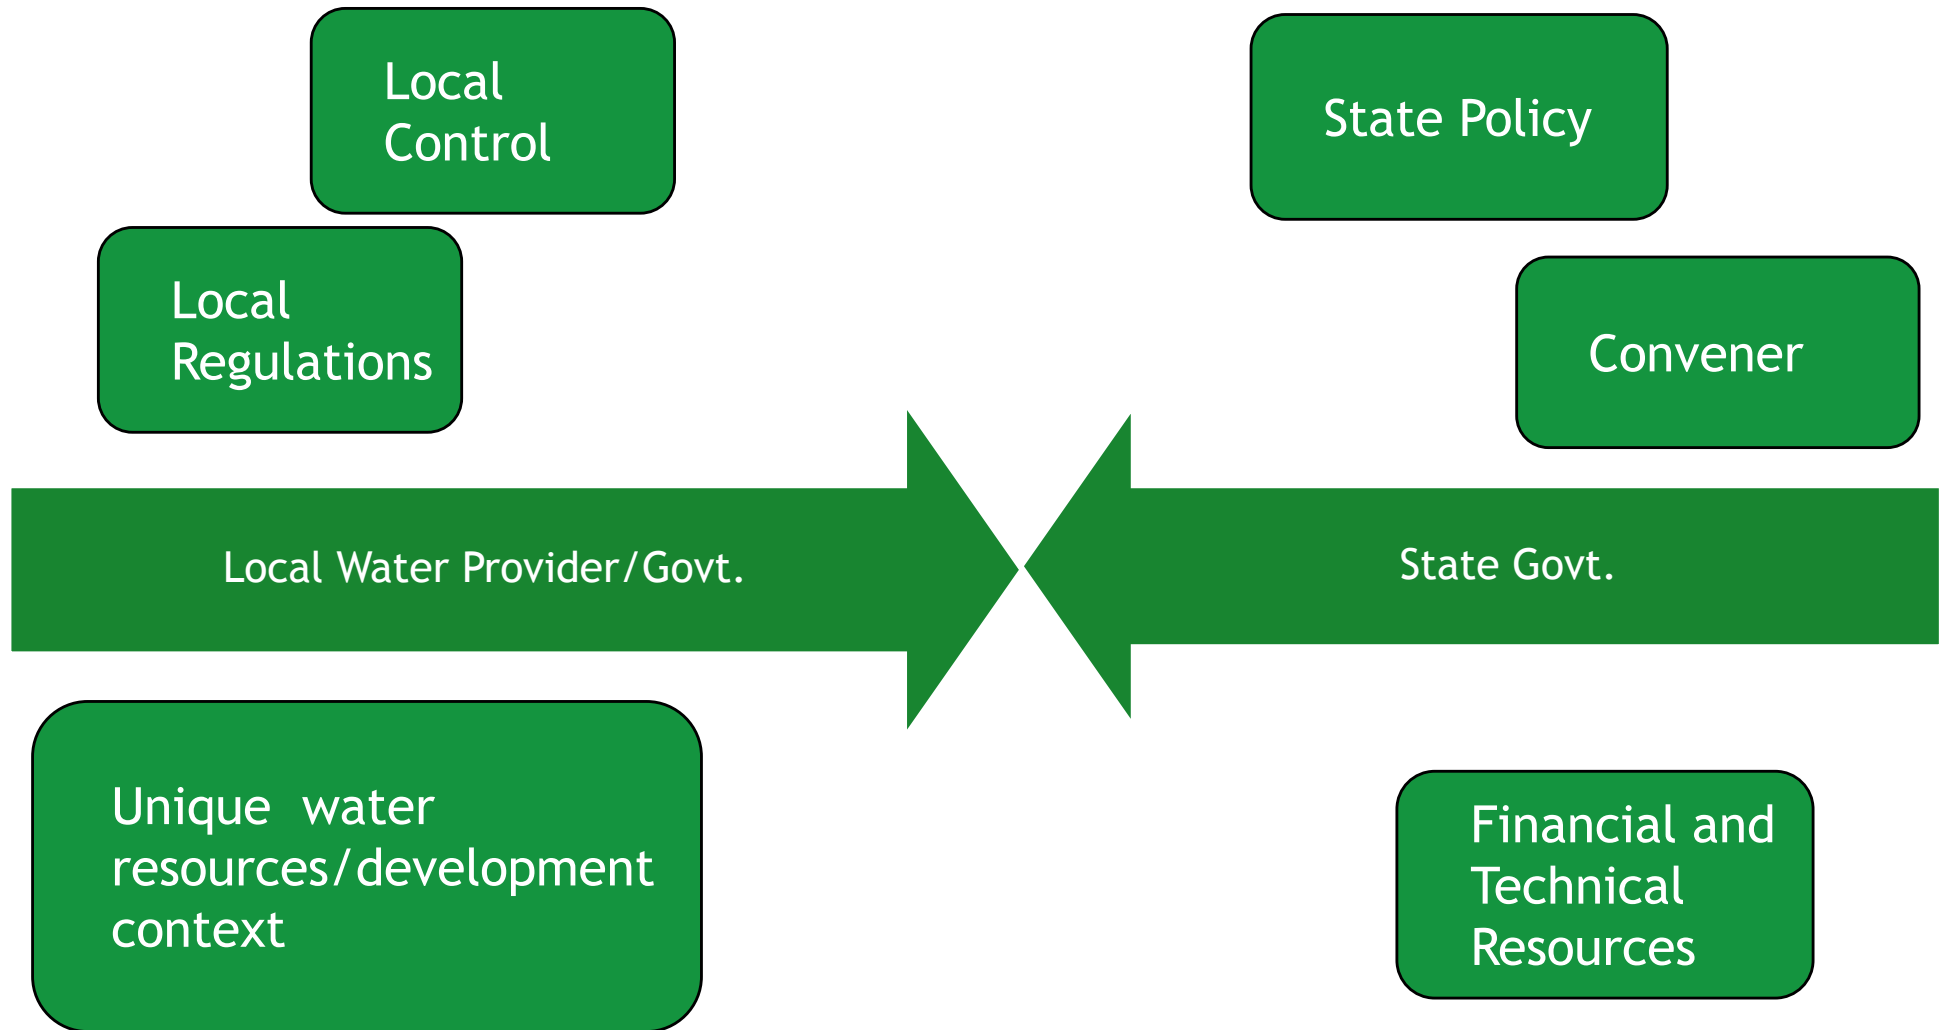 Local
Control
State Policy
Local
Regulations
Convener
Local Water Provider/Govt.
State Govt.
Unique  water
resources/development
context
Financial and
Technical
Resources